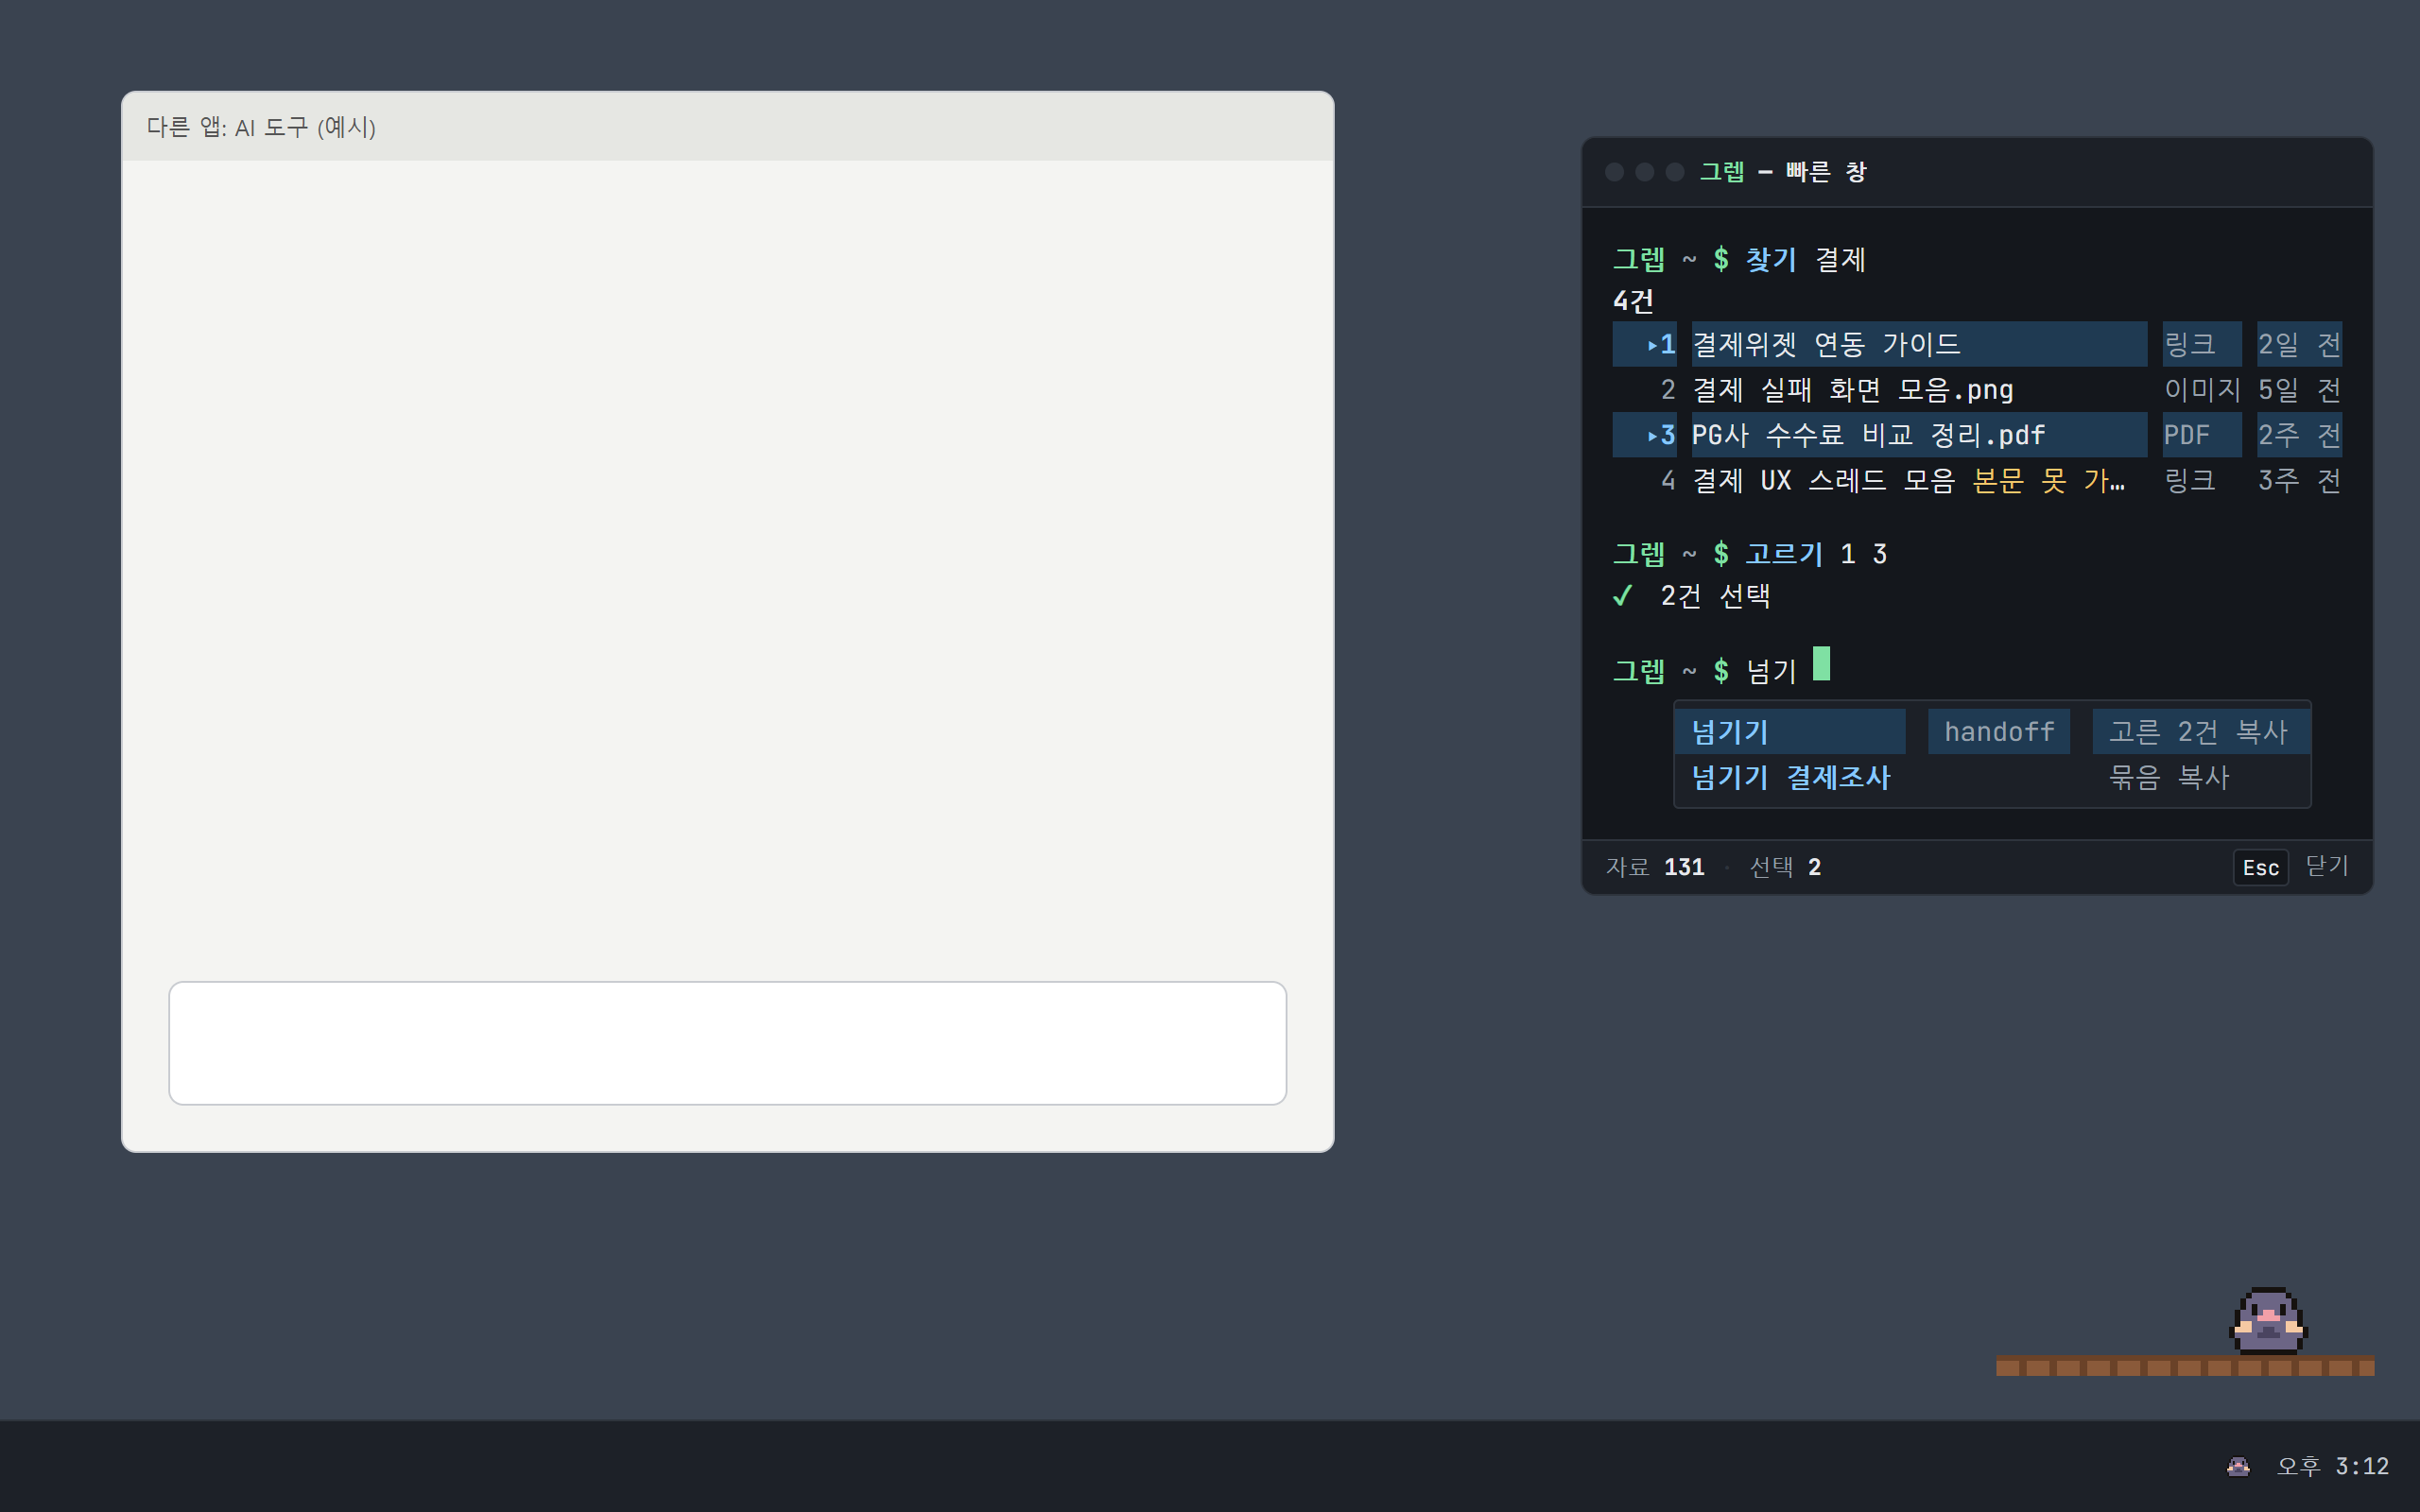 다른 앱: AI 도구 (예시)
그렙 — 빠른 창
그렙 ~ $ 찾기 결제
4건
▸1 결제위젯 연동 가이드 링크 2일 전
2 결제 실패 화면 모음.png 이미지 5일 전
▸3 PG사 수수료 비교 정리.pdf PDF 2주 전
4 결제 UX 스레드 모음 본문 못 가… 링크 3주 전
그렙 ~ $ 고르기 1 3
✓ 2건 선택
그렙 ~ $ 넘기
넘기기 handoff 고른 2건 복사
넘기기 결제조사 묶음 복사
자료 131 · 선택 2 Esc 닫기
오후 3:12